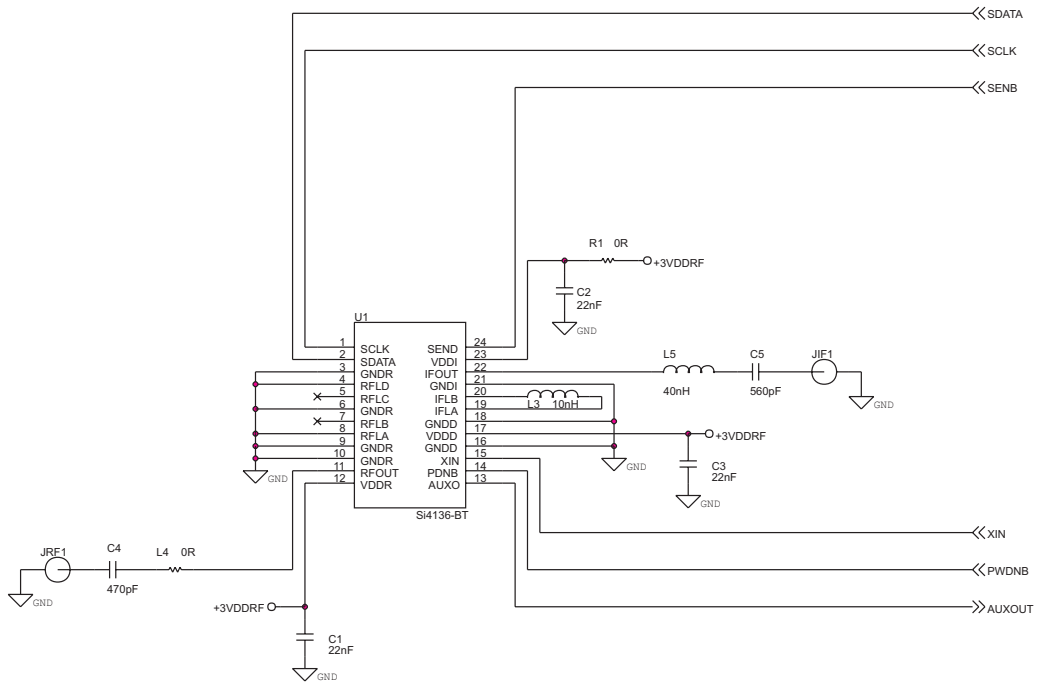 SDATA
SCLK
SENB
R1 0R
+3VDDRF
C2
22nF
GND
U1
1 SCLK SEND 24
2 SDATA VDDI 23
3 GNDR IFOUT 22
4 RFLD GNDI 21
5 RFLC IFLB 20
6 GNDR IFLA 19
7 RFLB GNDD 18
8 RFLA VDDD 17
9 GNDR GNDD 16
10 GNDR XIN 15
11 RFOUT PDNB 14
12 VDDR AUXO 13
Si4136-BT
L5
40nH
C5
560pF
JIF1
GND
L3 10nH
+3VDDRF
GND
C3
22nF
GND
GND
XIN
PWDNB
AUXOUT
JRF1
C4
470pF
L4 0R
GND
+3VDDRF
C1
22nF
GND